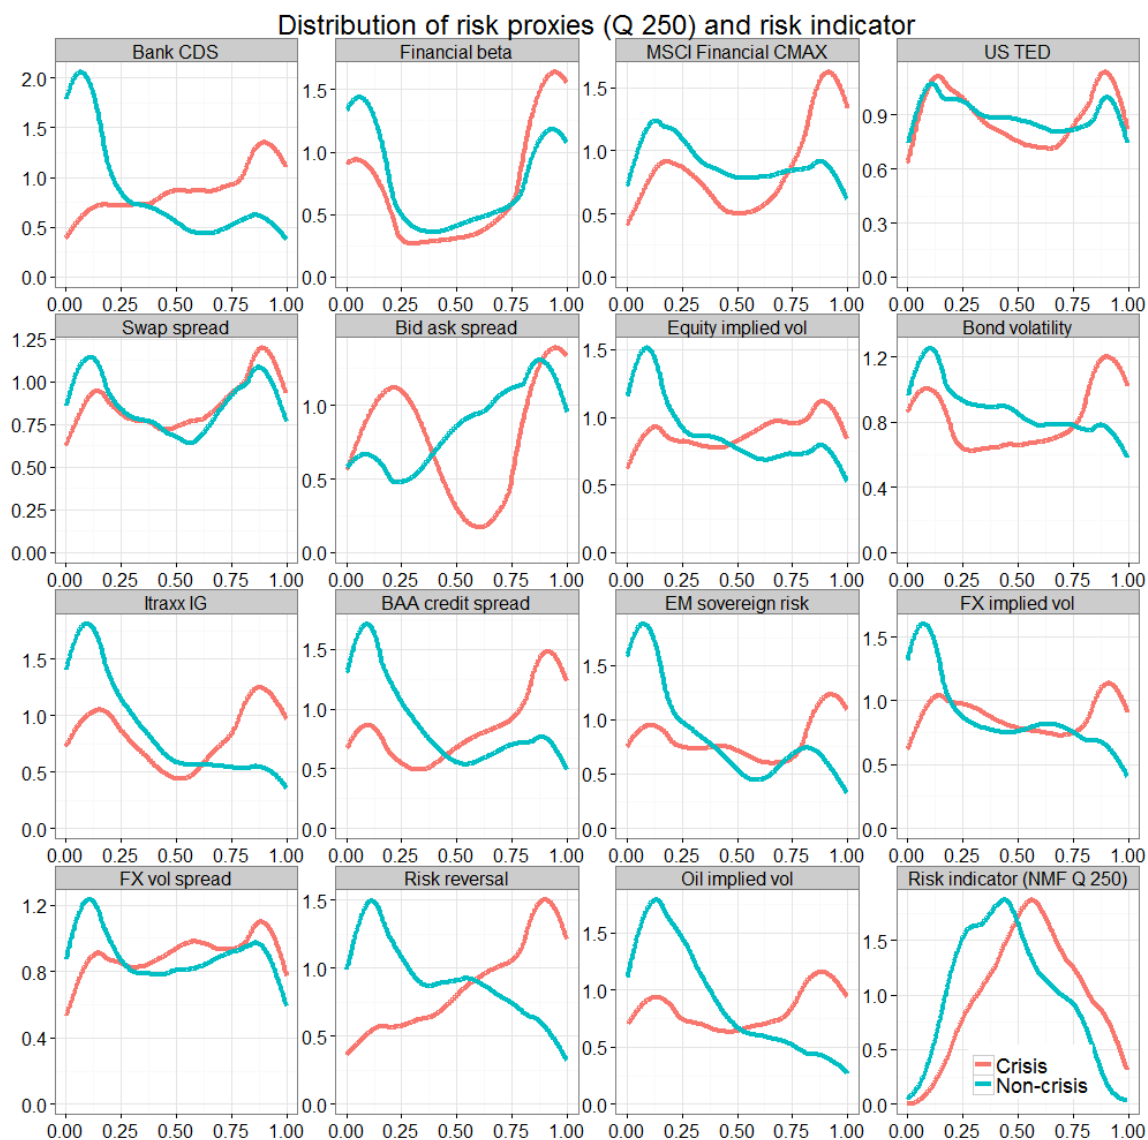 Distribution of risk proxies (Q 250) and risk indicator
Bank CDS
Financial beta
MSCI Financial CMAX
US TED
2.0
1.5
1.0
0.5
0.0
1.5
1.0
0.5
0.0
1.5
1.0
0.5
0.0
0.9
0.6
0.3
0.0
0.00 0.25 0.50 0.75 1.00
0.00 0.25 0.50 0.75 1.00
0.00 0.25 0.50 0.75 1.00
0.00 0.25 0.50 0.75 1.00
Swap spread
Bid ask spread
Equity implied vol
Bond volatility
1.25
1.00
0.75
0.50
0.25
0.00
1.0
0.5
0.0
1.5
1.0
0.5
0.0
1.2
0.8
0.4
0.0
0.00 0.25 0.50 0.75 1.00
0.00 0.25 0.50 0.75 1.00
0.00 0.25 0.50 0.75 1.00
0.00 0.25 0.50 0.75 1.00
Itraxx IG
BAA credit spread
EM sovereign risk
FX implied vol
1.5
1.0
0.5
0.0
1.5
1.0
0.5
0.0
1.5
1.0
0.5
0.0
1.5
1.0
0.5
0.0
0.00 0.25 0.50 0.75 1.00
0.00 0.25 0.50 0.75 1.00
0.00 0.25 0.50 0.75 1.00
0.00 0.25 0.50 0.75 1.00
FX vol spread
Risk reversal
Oil implied vol
Risk indicator (NMF Q 250)
1.2
0.8
0.4
0.0
1.5
1.0
0.5
0.0
1.5
1.0
0.5
0.0
1.5
1.0
0.5
0.0
Crisis
Non-crisis
0.00 0.25 0.50 0.75 1.00
0.00 0.25 0.50 0.75 1.00
0.00 0.25 0.50 0.75 1.00
0.00 0.25 0.50 0.75 1.00